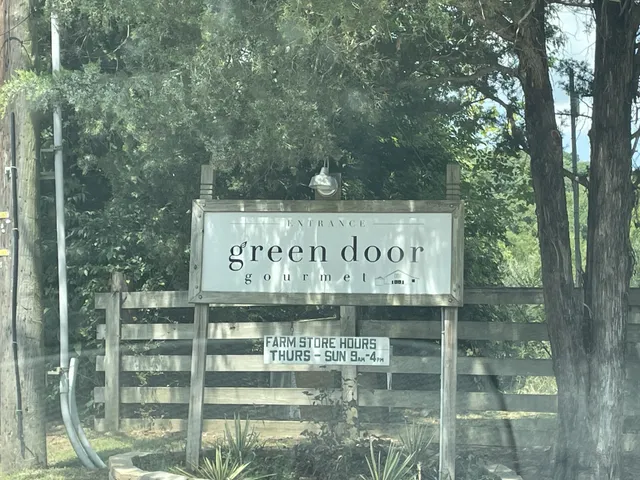 ENTRANCE
green door
gourmet
FARM STORE HOURS
THURS - SUN 9AM-4PM